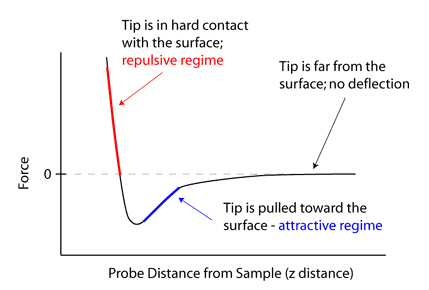 Tip is in hard contact
with the surface;
repulsive regime
Tip is far from the
surface; no deflection
0
Force
Tip is pulled toward the
surface - attractive regime
Probe Distance from Sample (z distance)